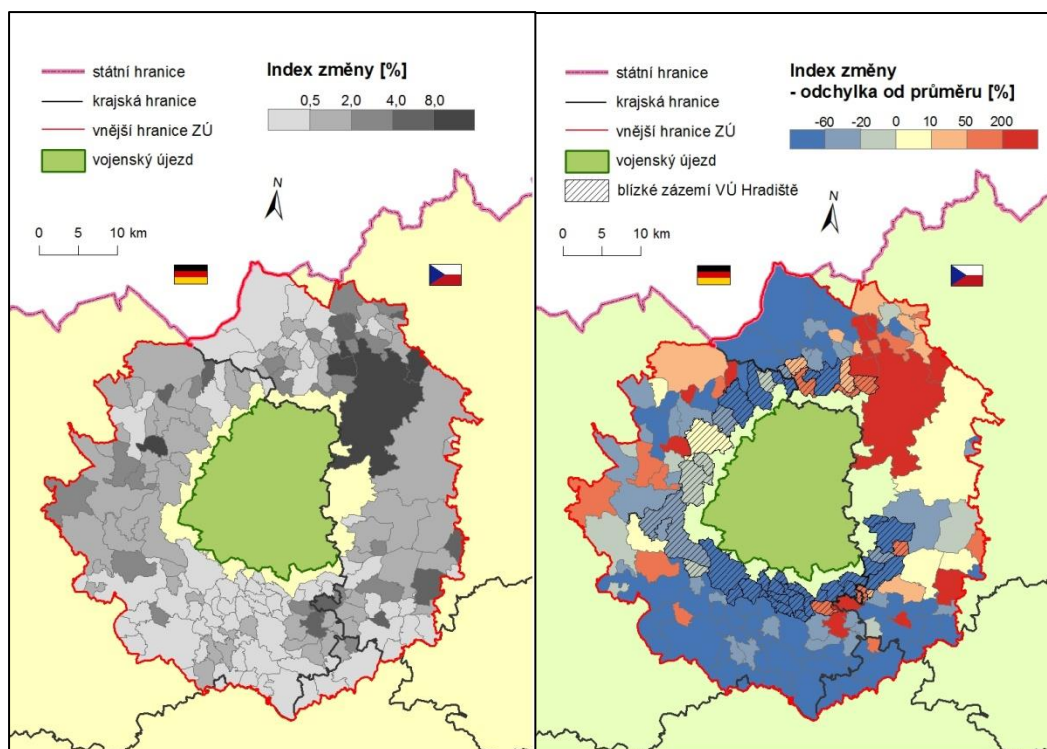 státní hranice
krajská hranice
vnější hranice ZÚ
vojenský újezd
Index změny [%]
0,5 2,0 4,0 8,0
N
0 5 10 km
státní hranice
krajská hranice
vnější hranice ZÚ
vojenský újezd
blízké zázemí VÚ Hradiště
Index změny
- odchylka od průměru [%]
-60 -20 0 10 50 200
N
0 5 10 km